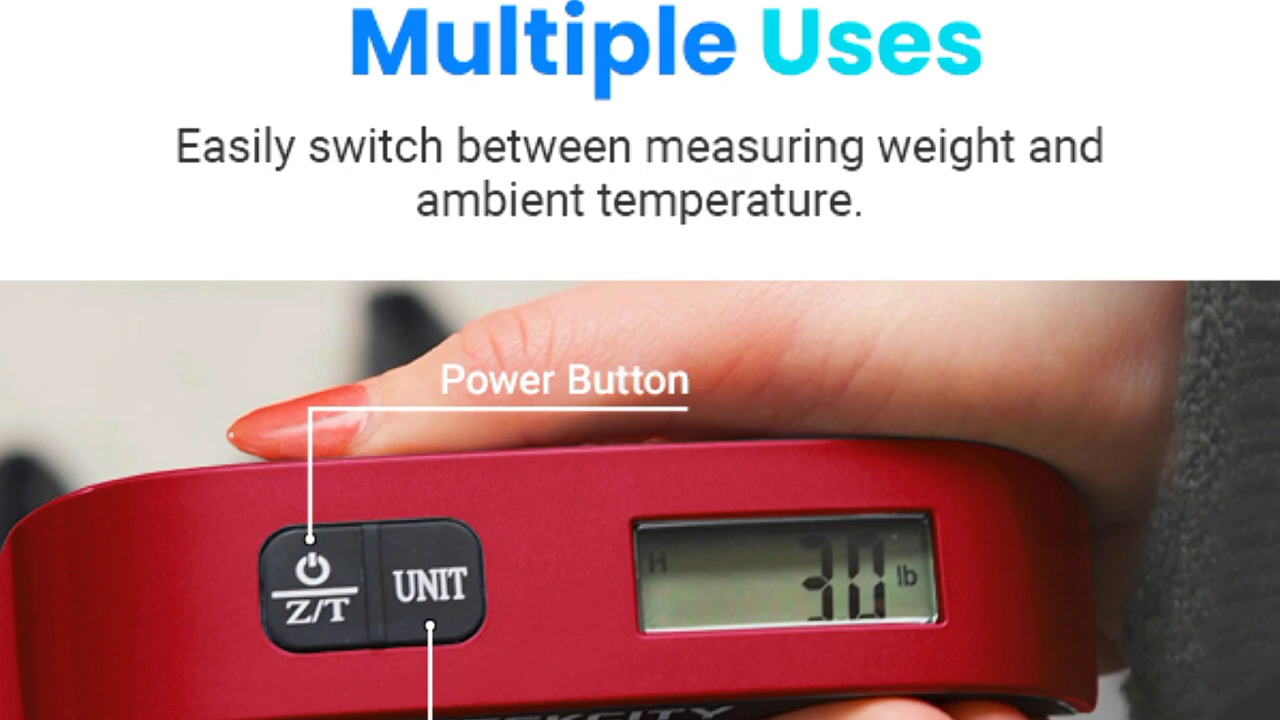 Multiple Uses
Easily switch between measuring weight and
ambient temperature.
Power Button
Z/T
UNIT
H
30
lb